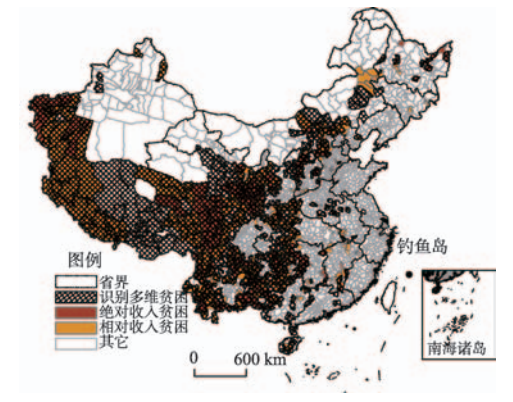 钓鱼岛
图例
省界
识别多维贫困
绝对收入贫困
相对收入贫困
其它
0 600 km
南海诸岛